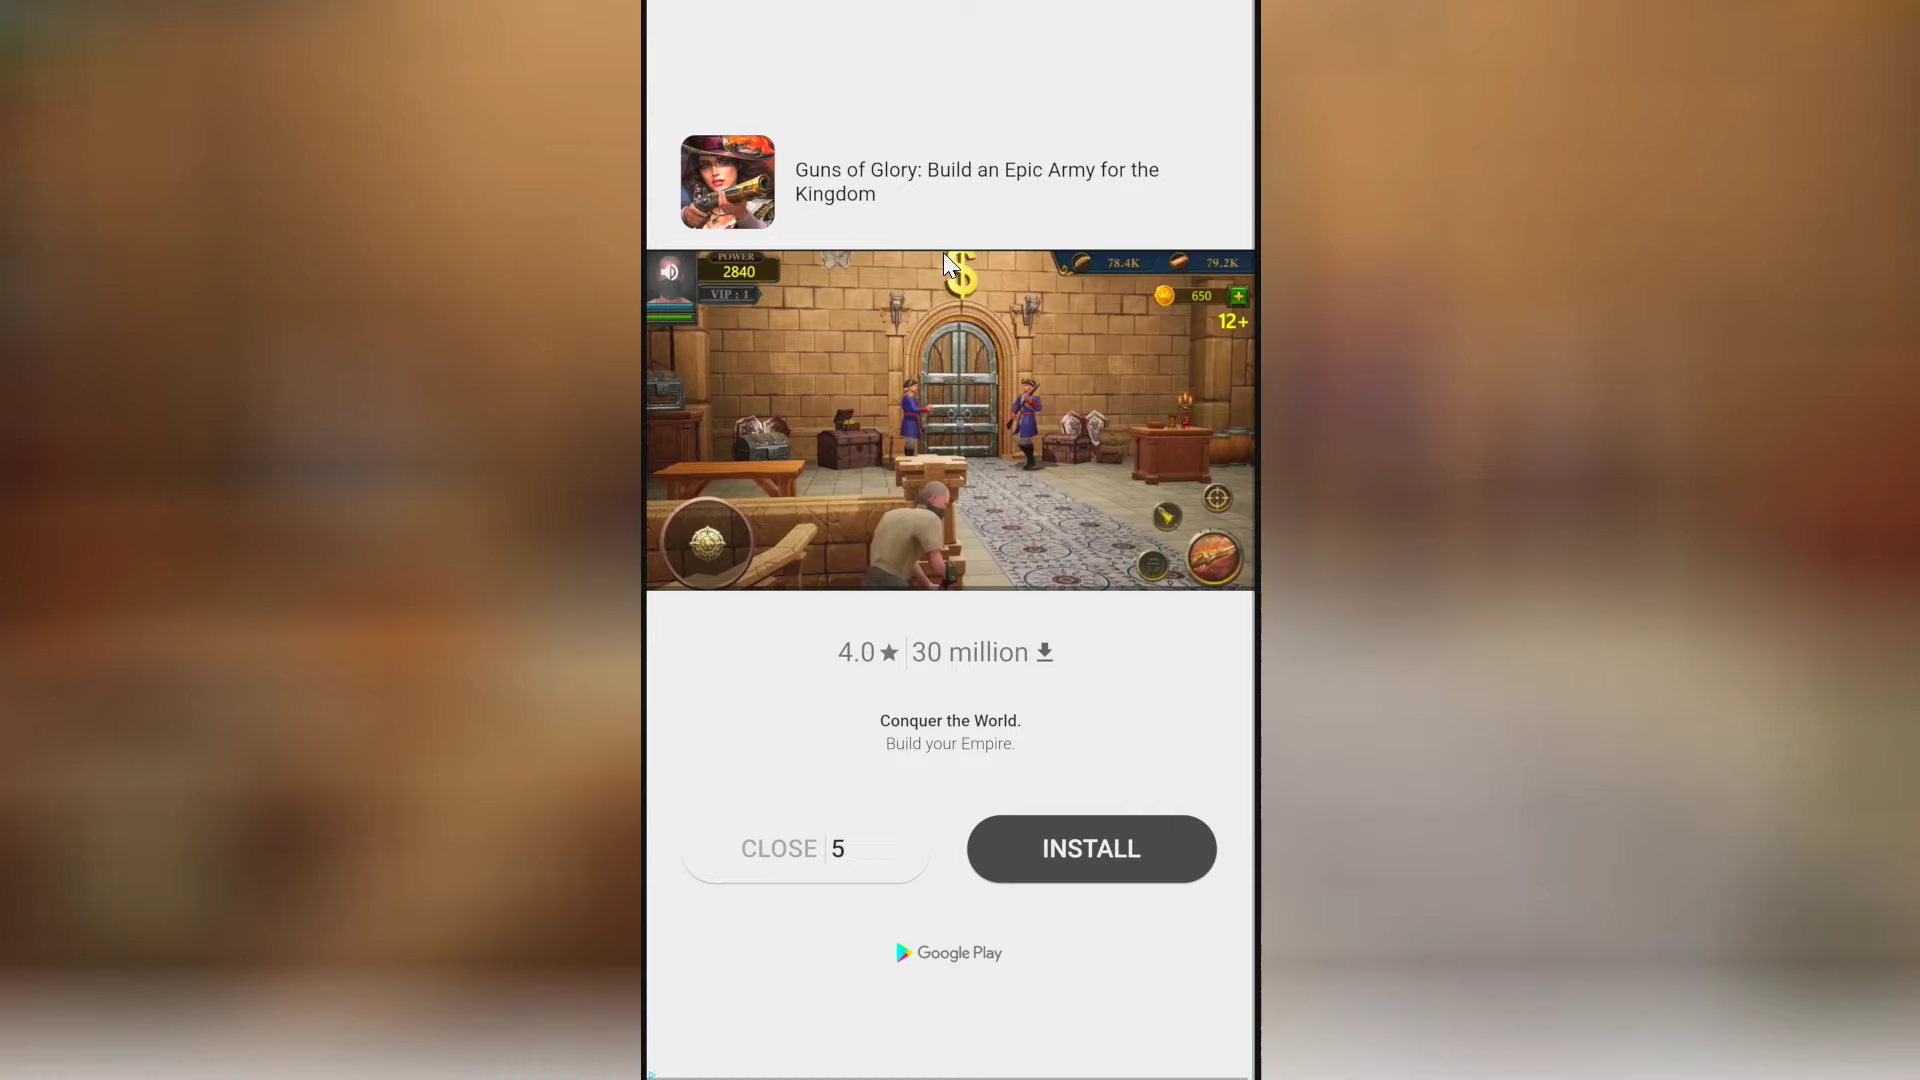 Guns of Glory: Build an Epic Army for the
Kingdom
POWER
2840
VIP : 1
$
78.4K
79.2K
650
12+
4.0
30 million
Conquer the World.
Build your Empire.
CLOSE 5
INSTALL
Google Play